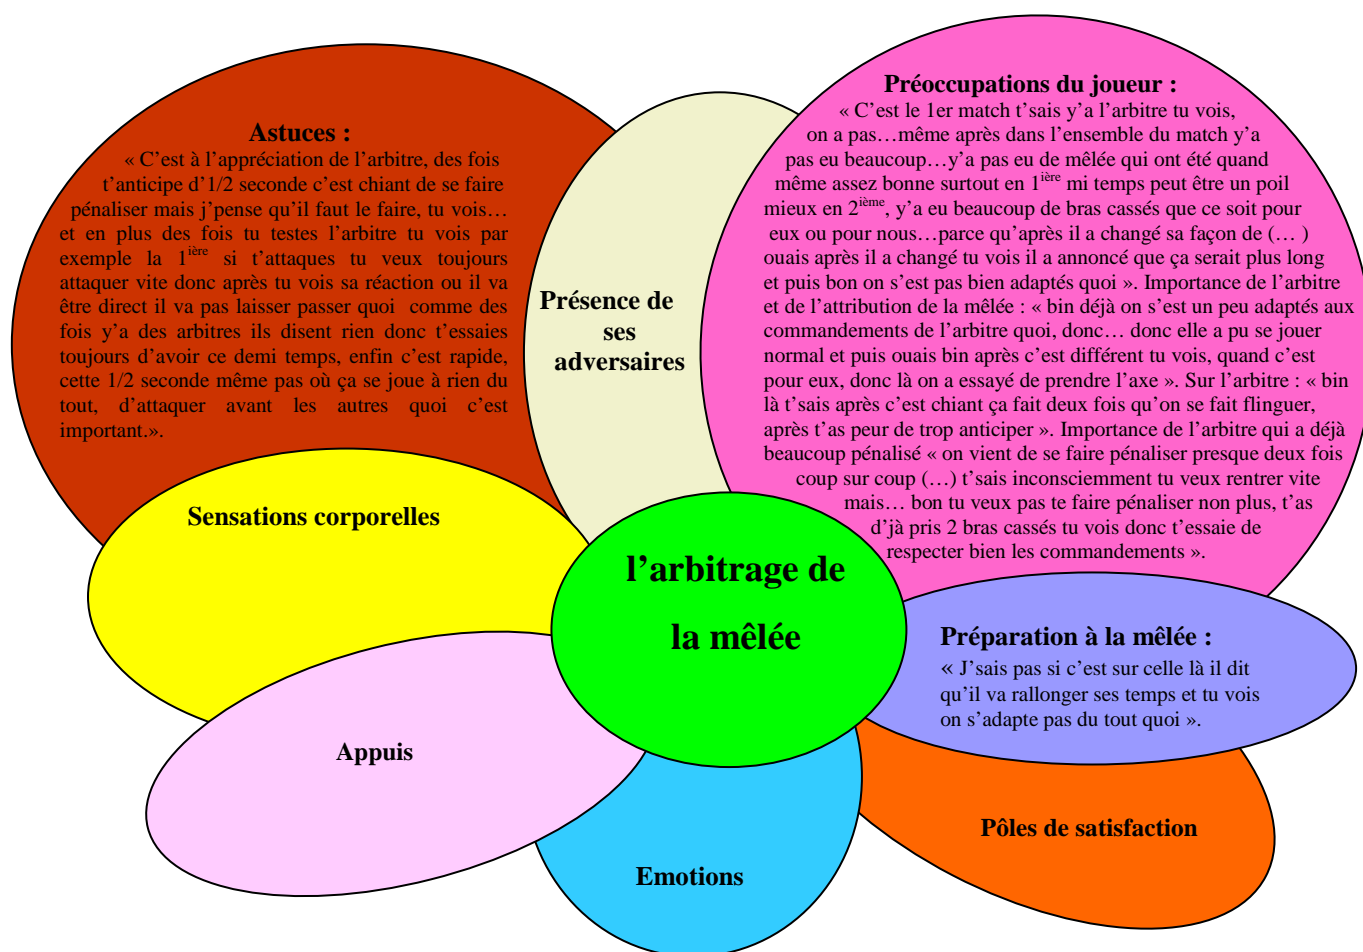 Astuces :
« C’est à l’appréciation de l’arbitre, des fois
t’anticipe d’1/2 seconde c’est chiant de se faire
pénaliser mais j’pense qu’il faut le faire, tu vois…
et en plus des fois tu testes l’arbitre tu vois par
exemple la 1ière si t’attaques tu veux toujours
attaquer vite donc après tu vois sa réaction ou il va
être direct il va pas laisser passer quoi comme des
fois y’a des arbitres ils disent rien donc t’essaies
toujours d’avoir ce demi temps, enfin c’est rapide,
cette 1/2 seconde même pas où ça se joue à rien du
tout, d’attaquer avant les autres quoi c’est
important.».
Présence de
ses
adversaires
Préoccupations du joueur :
« C’est le 1er match t’sais y’a l’arbitre tu vois,
on a pas…même après dans l’ensemble du match y’a
pas eu beaucoup…y’a pas eu de mêlée qui ont été quand
même assez bonne surtout en 1ière mi temps peut être un poil
mieux en 2ième, y’a eu beaucoup de bras cassés que ce soit pour
eux ou pour nous…parce qu’après il a changé sa façon de (… )
ouais après il a changé tu vois il a annoncé que ça serait plus long
et puis bon on s’est pas bien adaptés quoi ». Importance de l’arbitre
et de l’attribution de la mêlée : « bin déjà on s’est un peu adaptés aux
commandements de l’arbitre quoi, donc… donc elle a pu se jouer
normal et puis ouais bin après c’est différent tu vois, quand c’est
pour eux, donc là on a essayé de prendre l’axe ». Sur l’arbitre : « bin
là t’sais après c’est chiant ça fait deux fois qu’on se fait flinguer,
après t’as peur de trop anticiper ». Importance de l’arbitre qui a déjà
beaucoup pénalisé « on vient de se faire pénaliser presque deux fois
coup sur coup (…) t’sais inconsciemment tu veux rentrer vite
mais… bon tu veux pas te faire pénaliser non plus, t’as
d’jà pris 2 bras cassés tu vois donc t’essaie de
respecter bien les commandements ».
Sensations corporelles
l’arbitrage de
la mêlée
Préparation à la mêlée :
« J’sais pas si c’est sur celle là il dit
qu’il va rallonger ses temps et tu vois
on s’adapte pas du tout quoi ».
Appuis
Pôles de satisfaction
Emotions